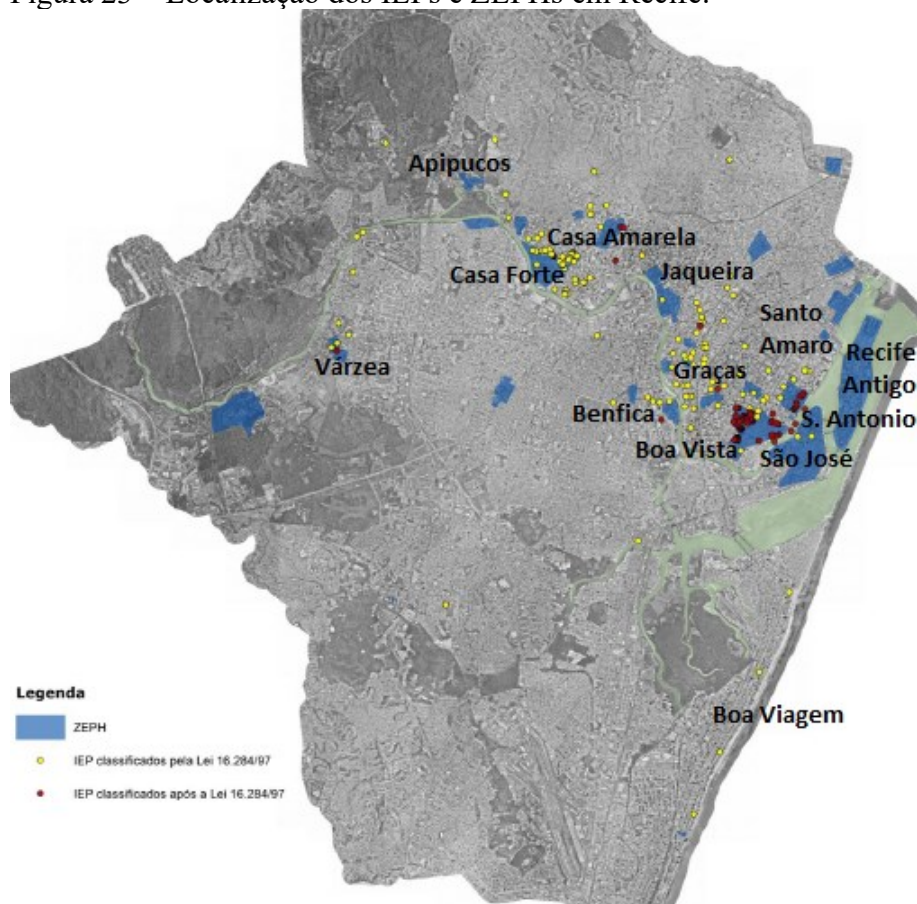 Figura 25 – Localização dos IEPs e ZEPHs em Recife.
Apipucos
Casa Amarela
Casa Forte
Jaqueira
Santo
Amaro
Recife
Antigo
Várzea
Graças
Benfica
S. Antonio
Boa Vista
São José
Boa Viagem
Legenda
ZEPH
IEP classificados pela Lei 16.284/97
IEP classificados após a Lei 16.284/97